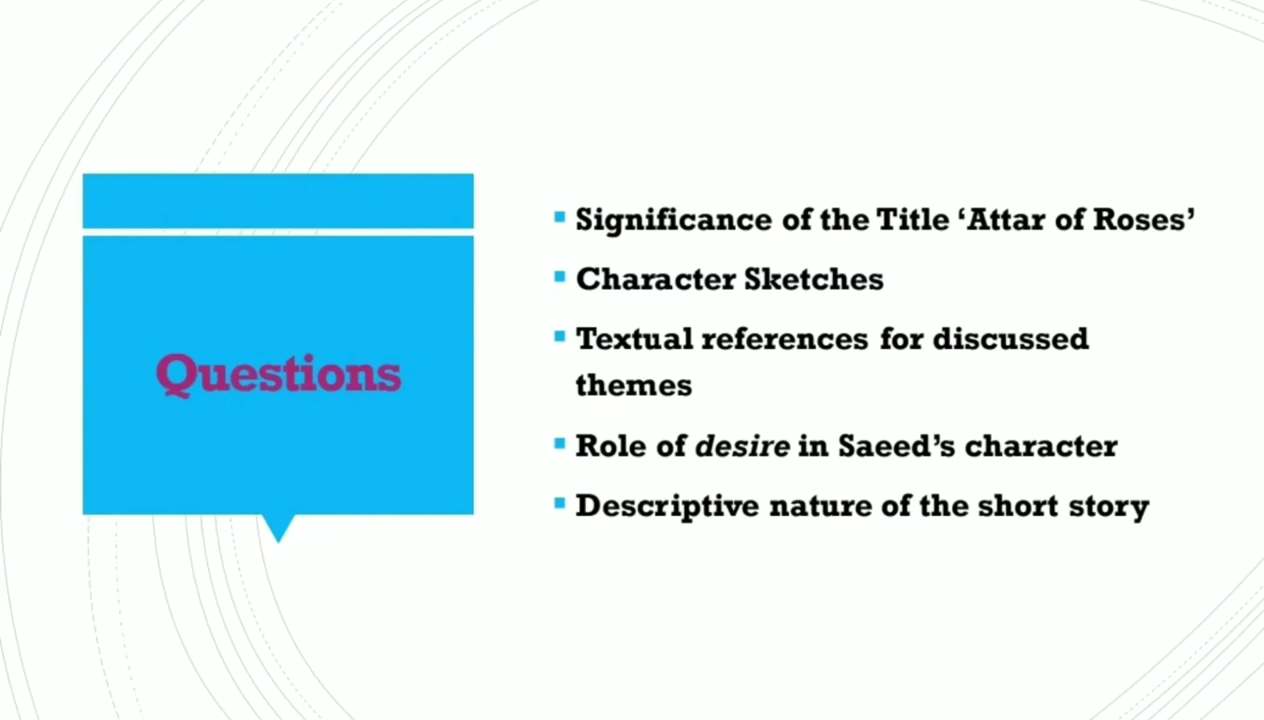 Questions
Significance of the Title ‘Attar of Roses’
Character Sketches
Textual references for discussed
themes
Role of desire in Saeed’s character
Descriptive nature of the short story